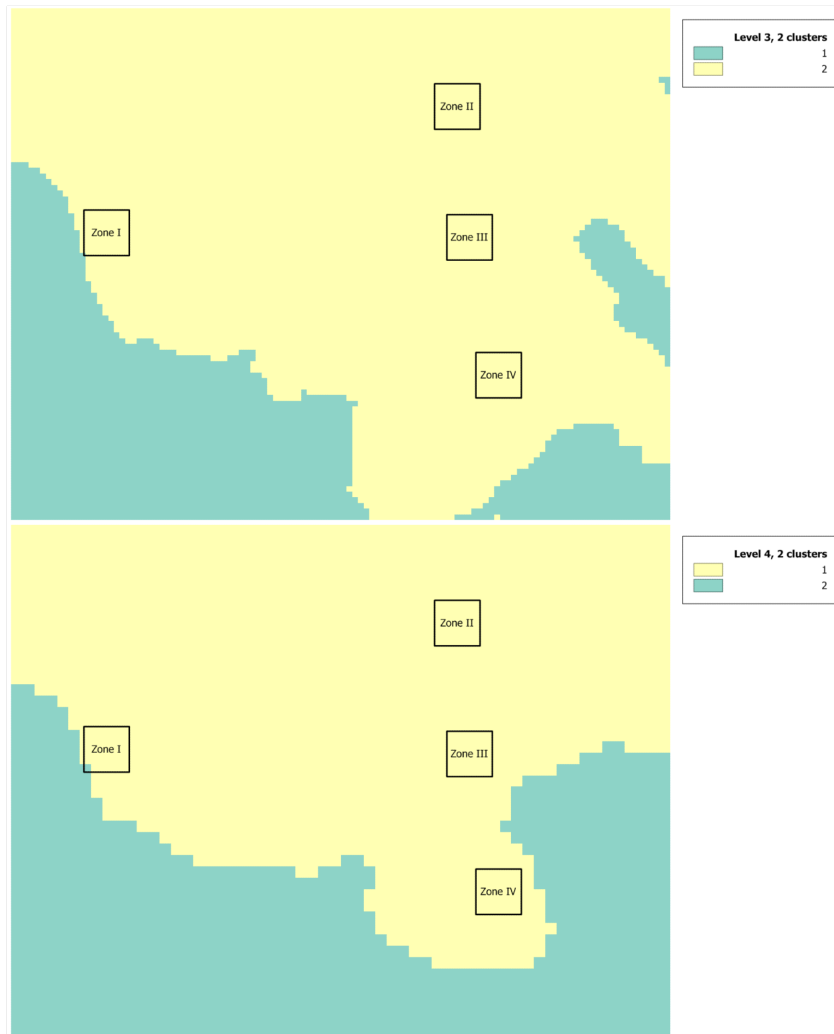 Level 3, 2 clusters
1
2
Zone II
Zone I
Zone III
Zone IV
Level 4, 2 clusters
1
2
Zone II
Zone I
Zone III
Zone IV